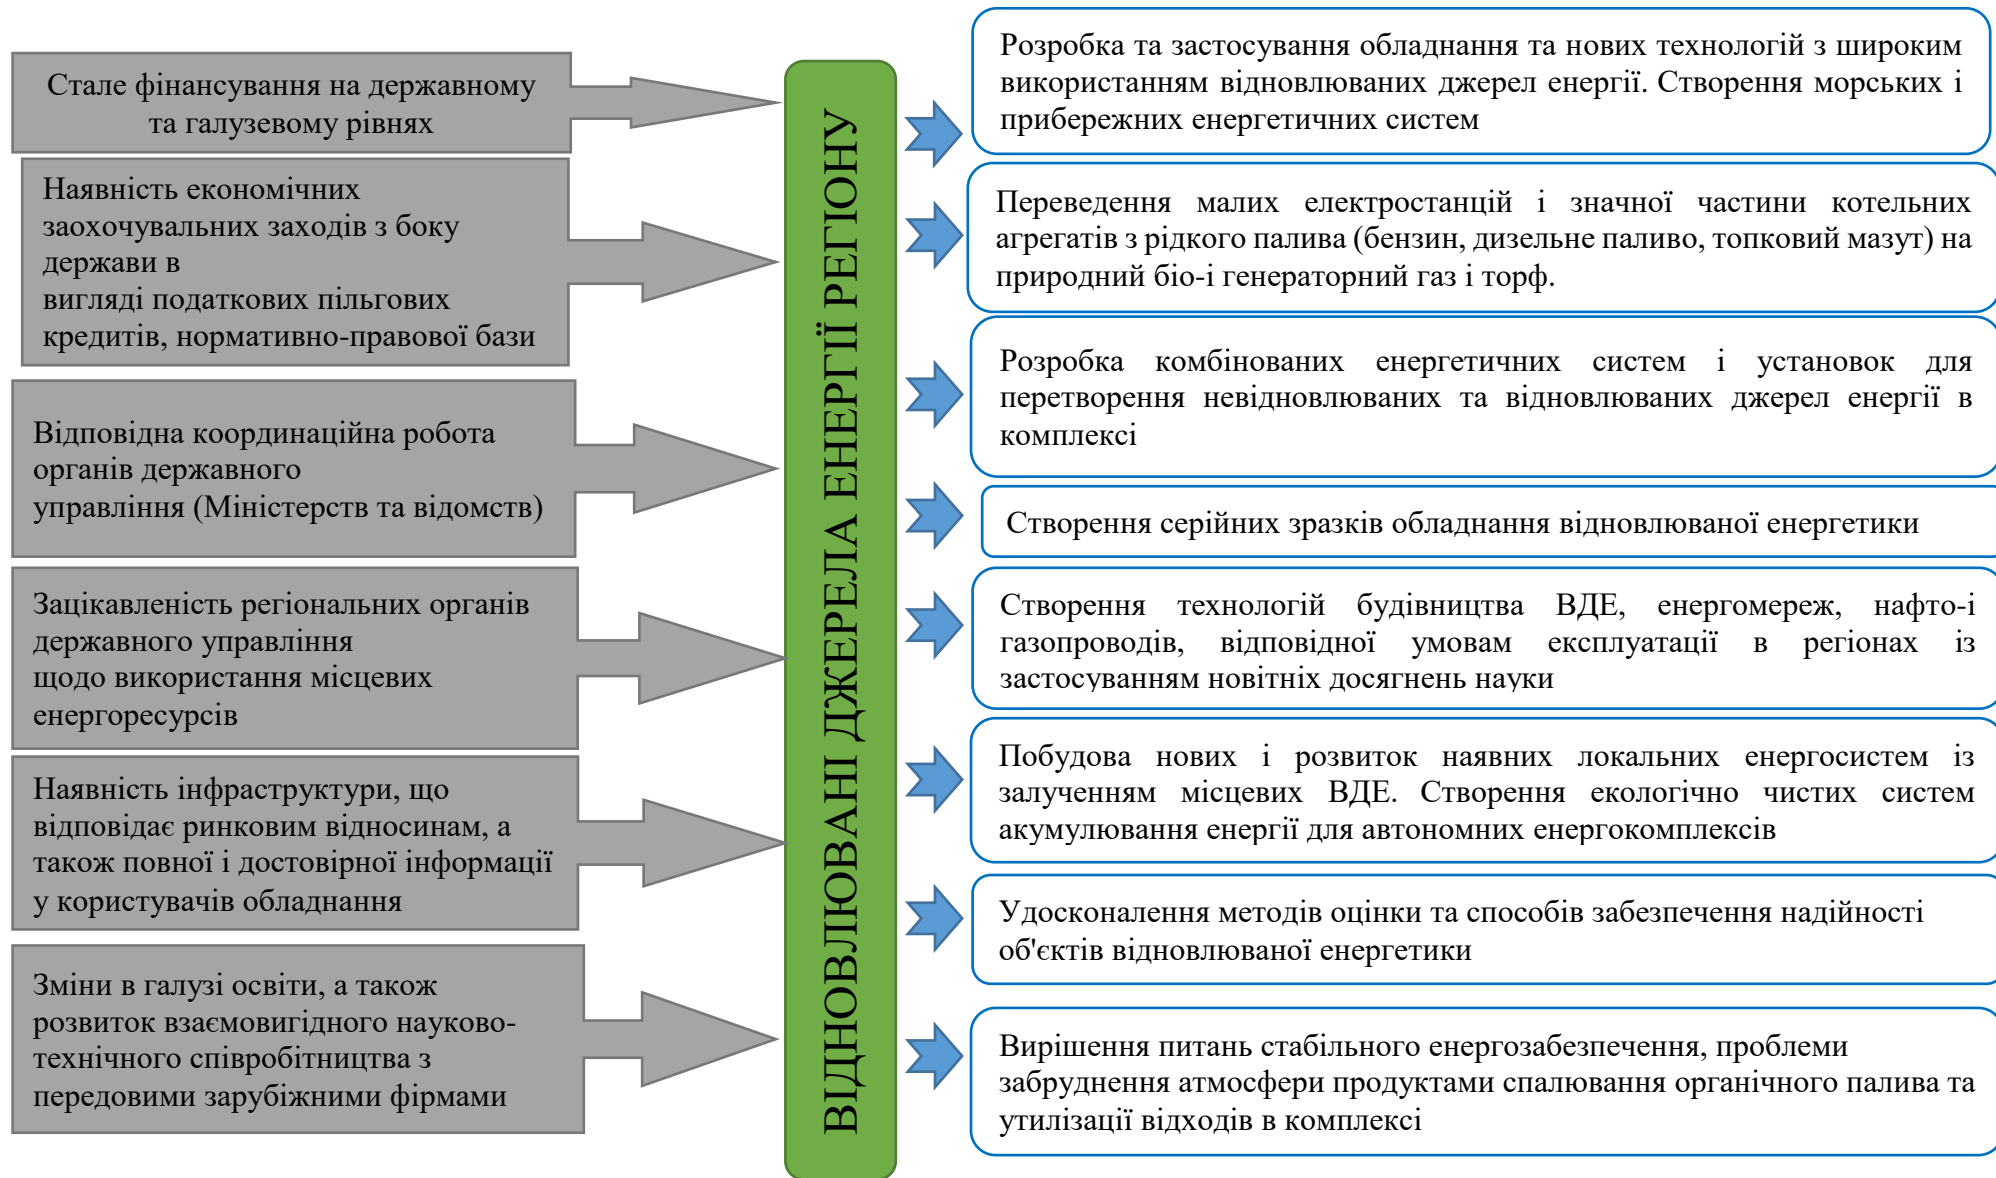 Стале фінансування на державному
та галузевому рівнях
Наявність економічних
заохочувальних заходів з боку
держави в
вигляді податкових пільгових
кредитів, нормативно-правової бази
Відповідна координаційна робота
органів державного
управління (Міністерств та відомств)
Зацікавленість регіональних органів
державного управління
щодо використання місцевих
енергоресурсів
Наявність інфраструктури, що
відповідає ринковим відносинам, а
також повної і достовірної інформації
у користувачів обладнання
Зміни в галузі освіти, а також
розвиток взаємовигідного науково-
технічного співробітництва з
передовими зарубіжними фірмами
ВІДНОВЛЮВАНІ ДЖЕРЕЛА ЕНЕРГІЇ РЕГІОНУ
Розробка та застосування обладнання та нових технологій з широким
використанням відновлюваних джерел енергії. Створення морських і
прибережних енергетичних систем
Переведення малих електростанцій і значної частини котельних
агрегатів з рідкого палива (бензин, дизельне паливо, топковий мазут) на
природний біо-і генераторний газ і торф.
Розробка комбінованих енергетичних систем і установок для
перетворення невідновлюваних та відновлюваних джерел енергії в
комплексі
Створення серійних зразків обладнання відновлюваної енергетики
Створення технологій будівництва ВДЕ, енергомереж, нафто-і
газопроводів, відповідної умовам експлуатації в регіонах із
застосуванням новітніх досягнень науки
Побудова нових і розвиток наявних локальних енергосистем із
залученням місцевих ВДЕ. Створення екологічно чистих систем
акумулювання енергії для автономних енергокомплексів
Удосконалення методів оцінки та способів забезпечення надійності
об'єктів відновлюваної енергетики
Вирішення питань стабільного енергозабезпечення, проблеми
забруднення атмосфери продуктами спалювання органічного палива та
утилізації відходів в комплексі